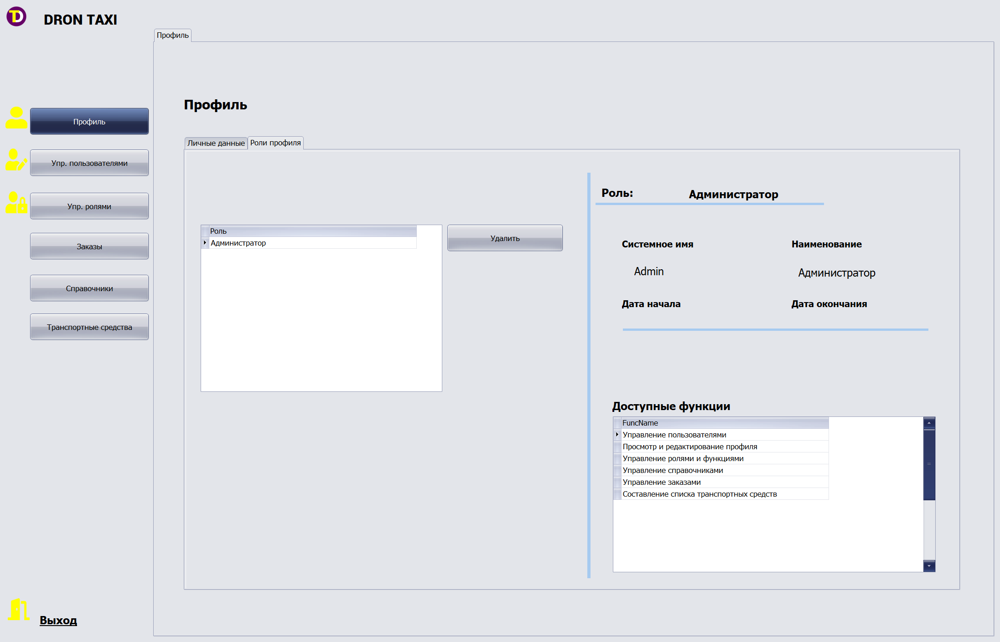 TD
DRON TAXI
Профиль
Профиль
Упр. пользователями
Упр. ролями
Заказы
Справочники
Транспортные средства
Выход
Профиль
Личные данные Роли профиля
Роль
Администратор
Удалить
Роль: Администратор
Системное имя Наименование
Admin Администратор
Дата начала Дата окончания
Доступные функции
FuncName
Управление пользователями
Просмотр и редактирование профиля
Управление ролями и функциями
Управление справочниками
Управление заказами
Составление списка транспортных средств